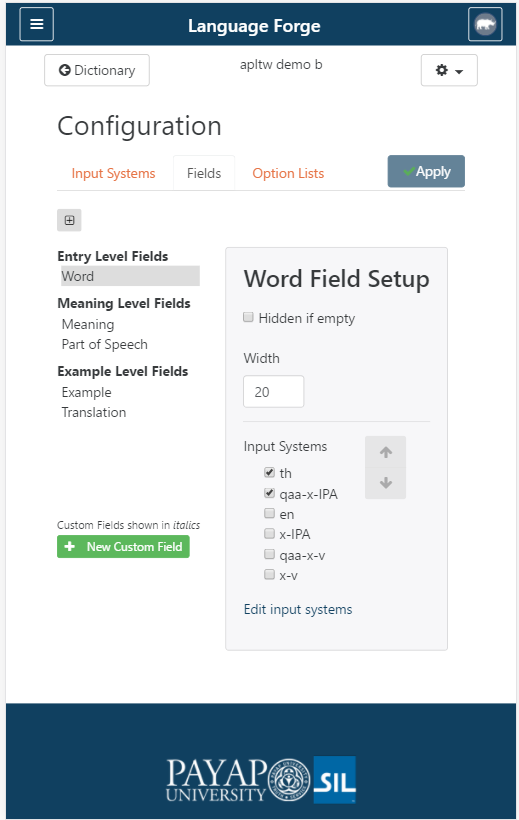 Language Forge
Dictionary
apltw demo b
Configuration
Input Systems
Fields
Option Lists
Apply
Entry Level Fields
Word
Meaning Level Fields
Meaning
Part of Speech
Example Level Fields
Example
Translation
Custom Fields shown in italics
New Custom Field
Word Field Setup
Hidden if empty
Width
20
Input Systems
th
qaa-x-IPA
en
x-IPA
qaa-x-v
x-v
Edit input systems
PAYAP
UNIVERSITY
SIL